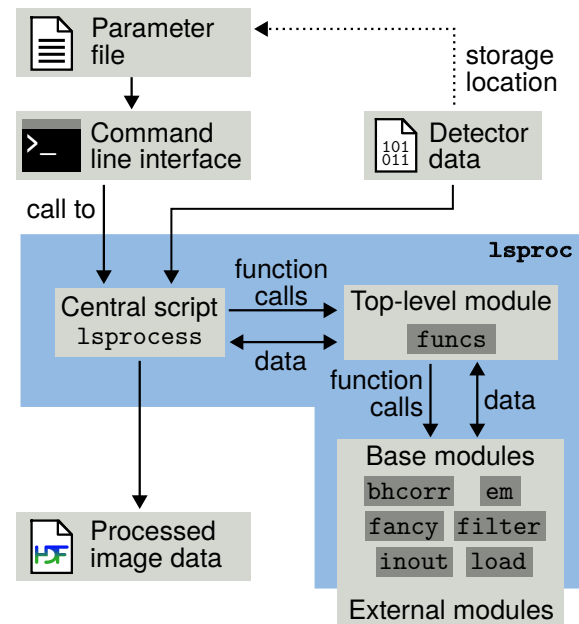 Parameter
file
storage
location
Command
line interface
>_
101
011
Detector
data
call to
lsproc
function
calls
Central script
lsprocess
Top-level module
funcs
data
function
calls
data
Base modules
bhcorr em
fancy filter
inout load
External modules
HDF
Processed
image data